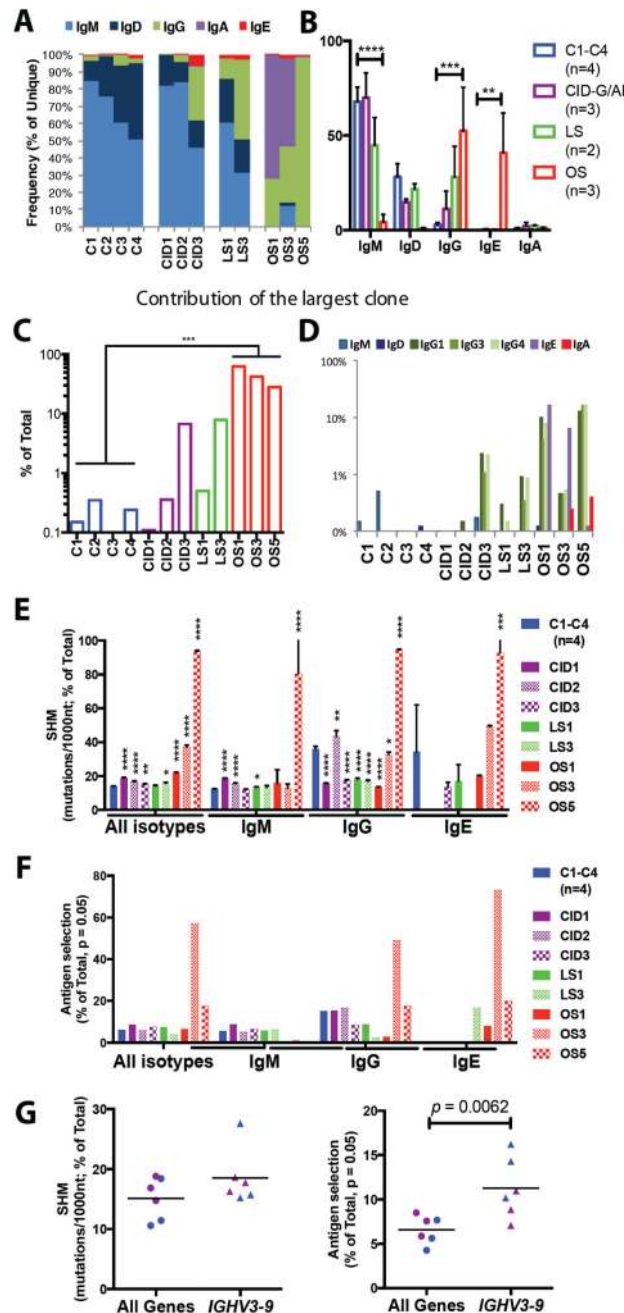 A
IgM IgD IgG IgA IgE
Frequency (% of Unique)
100%
90%
80%
70%
60%
50%
40%
30%
20%
10%
0%
C1 C2 C3 C4 CID1 CID2 CID3 LS1 LS3 OS1 0S3 OS5
B
100
50
0
**** *** **
IgM IgD IgG IgE IgA
C1-C4
(n=4)
CID-G/AI
(n=3)
LS
(n=2)
OS
(n=3)
Contribution of the largest clone
C
% of Total
100
10
1
0.1
***
C1 C2 C3 C4 CID1 CID2 CID3 LS1 LS3 OS1 OS3 OS5
D
IgM IgD IgG1 IgG3 IgG4 IgE IgA
100%
10%
1%
0%
C1 C2 C3 C4 CID1 CID2 CID3 LS1 LS3 OS1 OS3 OS5
E
SHM
(mutations/1000nt; % of Total)
100
80
60
40
20
0
**** **** ** * **** **** ****
**** **** * ****
**** ** **** **** **** **** * ****
***
All isotypes IgM IgG IgE
C1-C4
(n=4)
CID1
CID2
CID3
LS1
LS3
OS1
OS3
OS5
F
Antigen selection
(% of Total, p = 0.05)
80
60
40
20
0
All isotypes IgM IgG IgE
C1-C4
(n=4)
CID1
CID2
CID3
LS1
LS3
OS1
OS3
OS5
G
SHM
(mutations/1000nt; % of Total)
30
20
10
0
All Genes IGHV3-9
Antigen selection
(% of Total, p = 0.05)
20
15
10
5
0
p = 0.0062
All Genes IGHV3-9